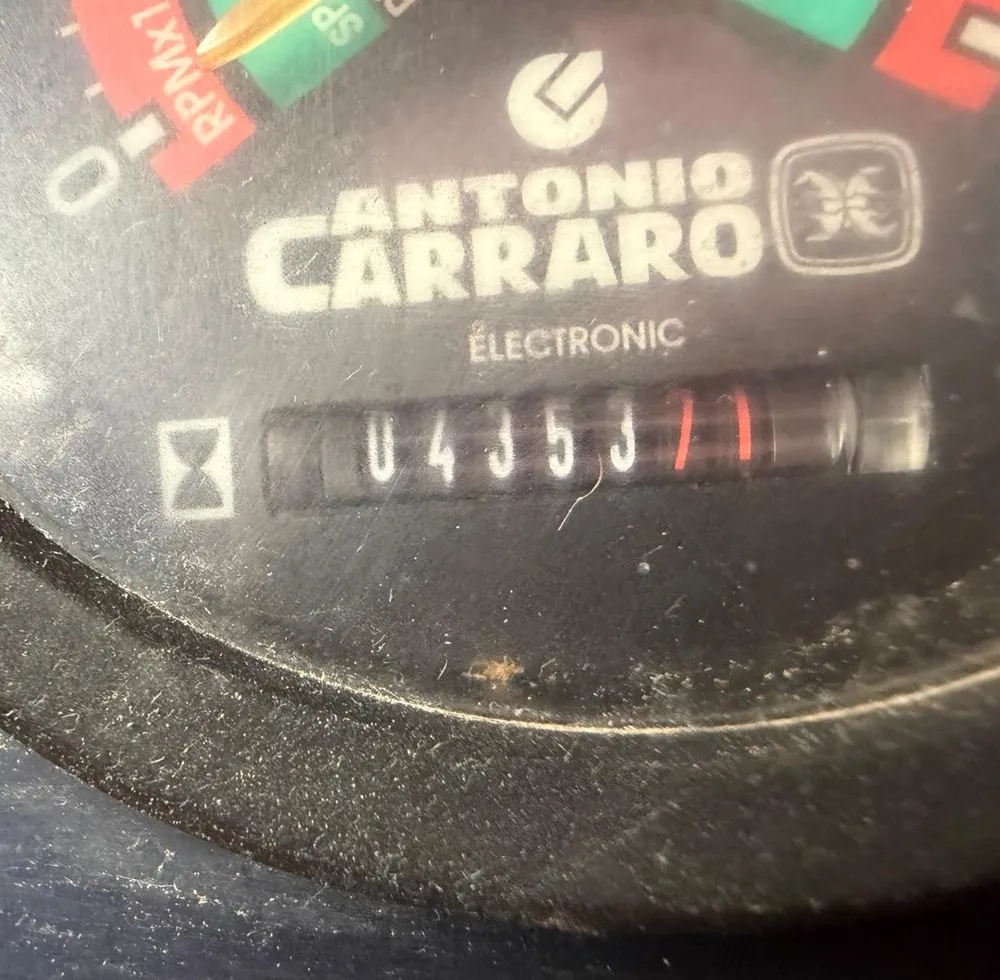 RPMx1
SP
0
ANTONIO
CARRARO
ELECTRONIC
0435371